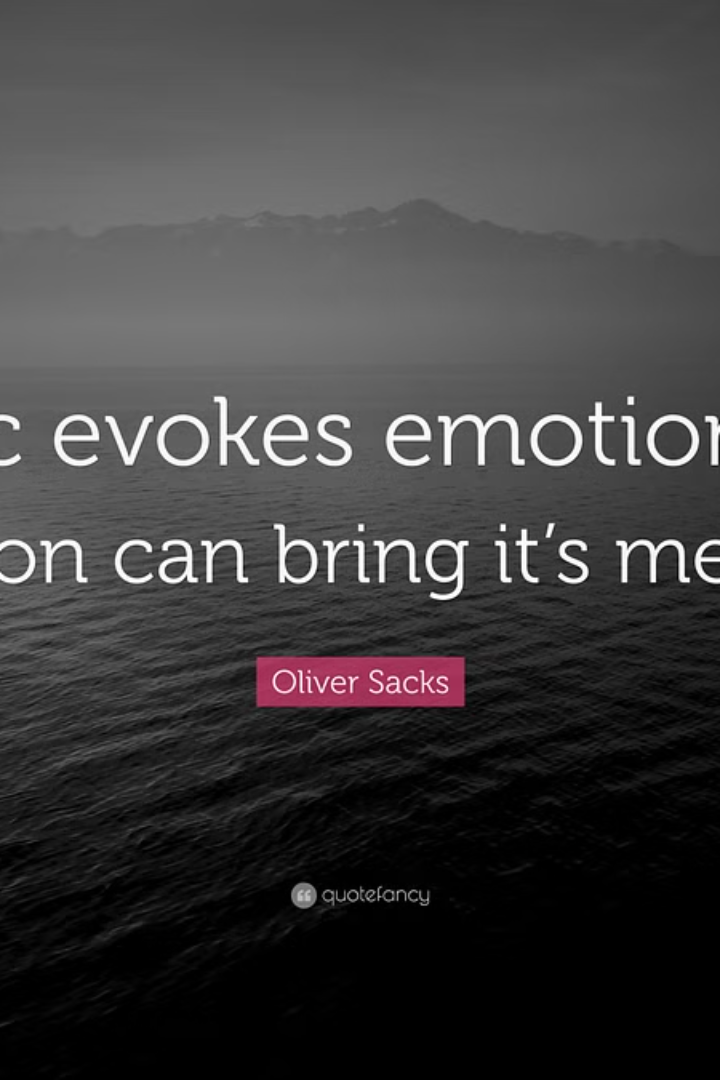 c evokes emotion
on can bring it’s me
Oliver Sacks
quotefancy